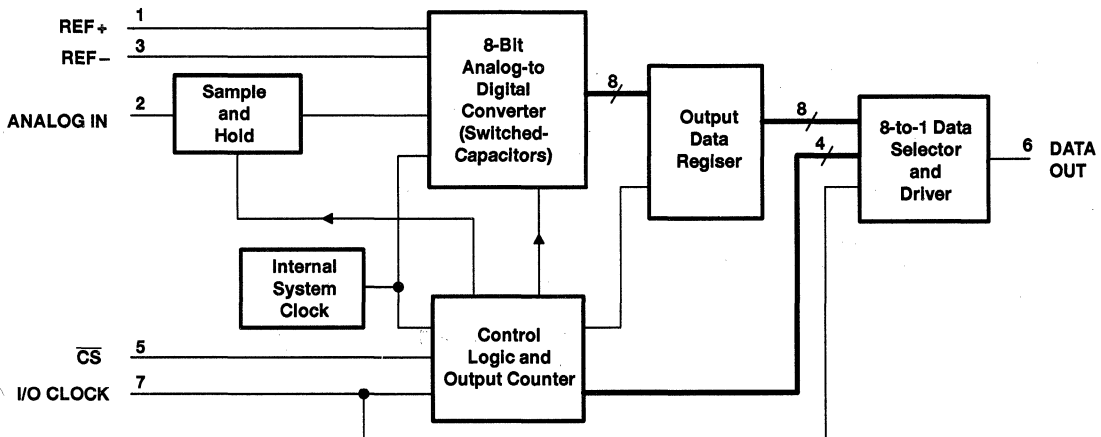 REF+
1
REF−
3
ANALOG IN
2
Sample
and
Hold
8-Bit
Analog-to
Digital
Converter
(Switched-
Capacitors)
8
Output
Data
Regiser
8
4
8-to-1 Data
Selector
and
Driver
6
DATA
OUT
Internal
System
Clock
Control
Logic and
Output Counter
CS
5
I/O CLOCK
7